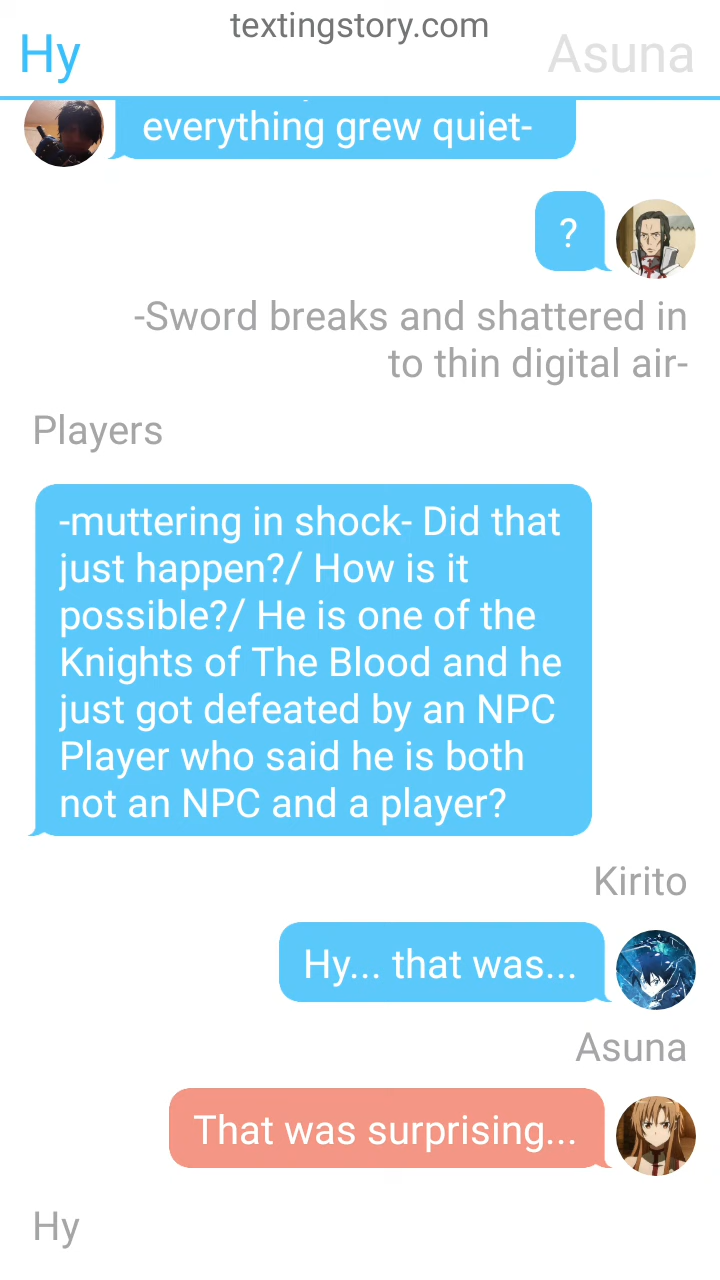 textingstory.com
Hy
Asuna
everything grew quiet-
?
-Sword breaks and shattered in
to thin digital air-
Players
-muttering in shock- Did that
just happen?/ How is it
possible?/ He is one of the
Knights of The Blood and he
just got defeated by an NPC
Player who said he is both
not an NPC and a player?
Kirito
Hy... that was...
Asuna
That was surprising...
Hy